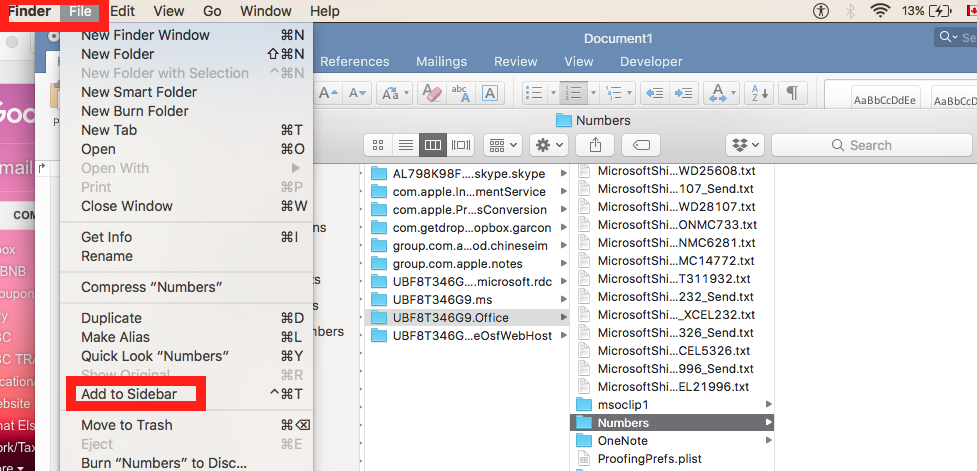 Finder File Edit View Go Window Help 13%
New Finder Window ⌘N
New Folder ⇧⌘N
New Folder with Selection ^⌘N
New Smart Folder
New Burn Folder
New Tab ⌘T
Open ⌘O
Open With ▶
Print ⌘P
Close Window ⌘W
Get Info ⌘I
Rename
Compress “Numbers”
Duplicate ⌘D
Make Alias ⌘L
Quick Look “Numbers” ⌘Y
Show Original ⌘R
Add to Sidebar ^⌘T
Move to Trash ⌘⌫
Eject ⌘E
Burn “Numbers” to Disc...
Document1
References Mailings Review View Developer
AaBbCcDdEe
Numbers
Search
AL798K98F....skype.skype
com.apple.In...mentService
com.apple.Pr...sConversion
com.getdrop...opbox.garcon
group.com.a...od.chineseim
group.com.apple.notes
UBF8T346G....microsoft.rdc
UBF8T346G9.ms
UBF8T346G9.Office
UBF8T346G...eOsfWebHost
MicrosoftShi...WD25608.txt
MicrosoftShi...107_Send.txt
MicrosoftShi...WD28107.txt
MicrosoftShi...ONMC733.txt
MicrosoftShi...NMC6281.txt
MicrosoftShi...MC14772.txt
MicrosoftShi...T311932.txt
MicrosoftShi...232_Send.txt
MicrosoftShi..._XCEL232.txt
MicrosoftShi...326_Send.txt
MicrosoftShi...CEL5326.txt
MicrosoftShi...996_Send.txt
MicrosoftShi...EL21996.txt
msoclip1
Numbers
OneNote
ProofingPrefs.plist